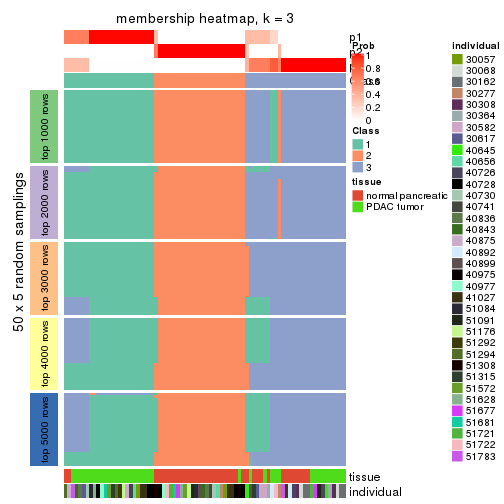 membership heatmap, k = 3
p1
p2
Prob
1
0.8
0.6
0.4
0.2
0
Class
1
2
3
tissue
normal pancreatic
PDAC tumor
50 x 5 random samplings
top 1000 rows
top 2000 rows
top 3000 rows
top 4000 rows
top 5000 rows
tissue
individual
individual
30057
30068
30162
30277
30308
30364
30582
30617
40645
40656
40726
40728
40730
40741
40836
40843
40875
40892
40899
40975
40977
41027
51084
51091
51176
51292
51294
51308
51315
51572
51628
51677
51681
51721
51722
51783